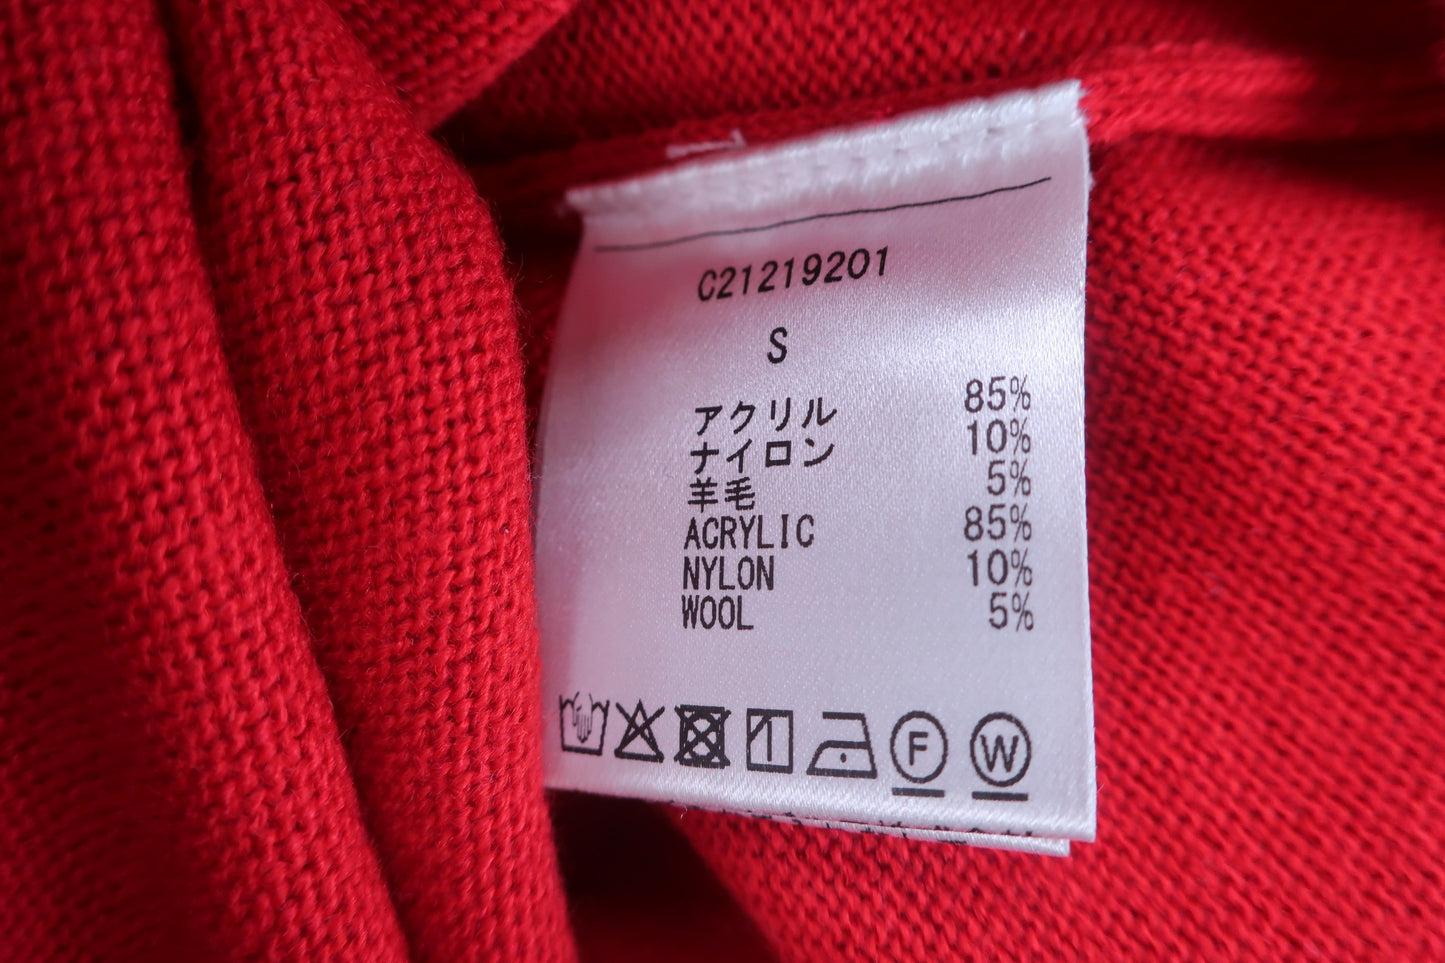 C21219201
S
アクリル 85%
ナイロン 10%
羊毛 5%
ACRYLIC 85%
NYLON 10%
WOOL 5%
F W